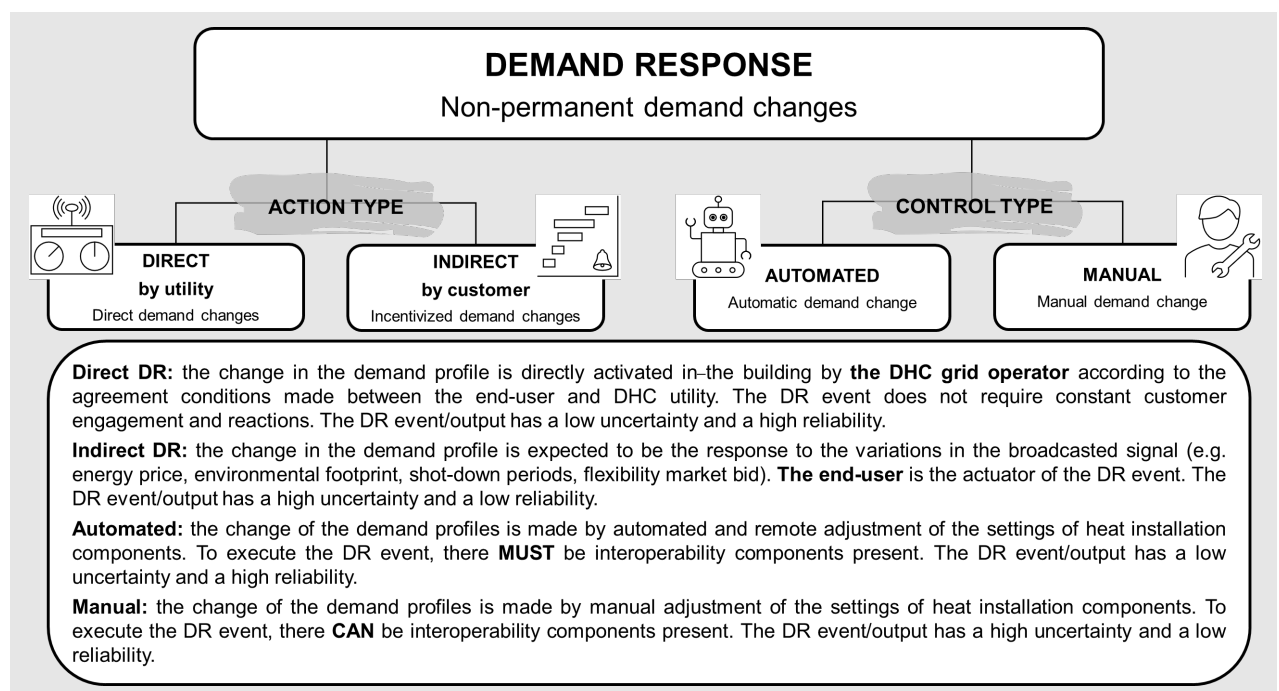 DEMAND RESPONSE
Non-permanent demand changes
ACTION TYPE
CONTROL TYPE
DIRECT
by utility
Direct demand changes
INDIRECT
by customer
Incentivized demand changes
AUTOMATED
Automatic demand change
MANUAL
Manual demand change
Direct DR: the change in the demand profile is directly activated in–the building by the DHC grid operator according to the
agreement conditions made between the end-user and DHC utility. The DR event does not require constant customer
engagement and reactions. The DR event/output has a low uncertainty and a high reliability.
Indirect DR: the change in the demand profile is expected to be the response to the variations in the broadcasted signal (e.g.
energy price, environmental footprint, shot-down periods, flexibility market bid). The end-user is the actuator of the DR event. The
DR event/output has a high uncertainty and a low reliability.
Automated: the change of the demand profiles is made by automated and remote adjustment of the settings of heat installation
components. To execute the DR event, there MUST be interoperability components present. The DR event/output has a low
uncertainty and a high reliability.
Manual: the change of the demand profiles is made by manual adjustment of the settings of heat installation components. To
execute the DR event, there CAN be interoperability components present. The DR event/output has a high uncertainty and a low
reliability.